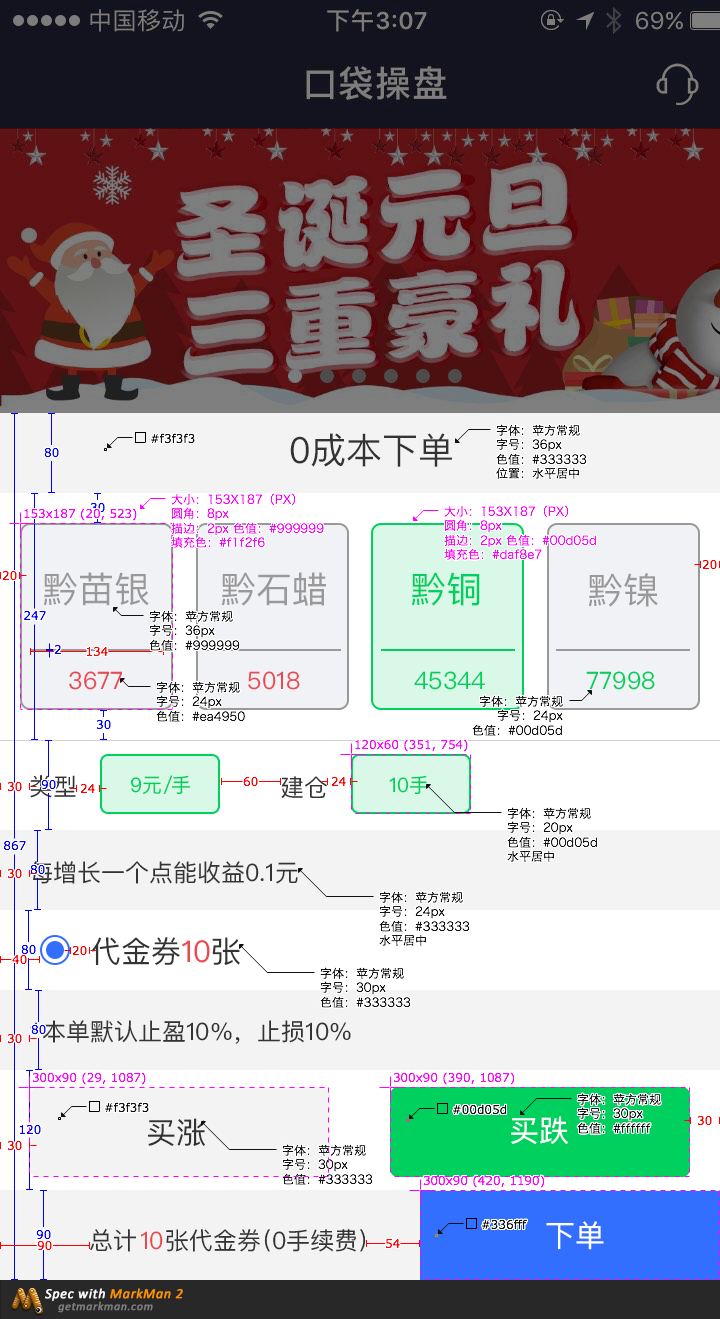 中国移动
下午3:07
69%
口袋操盘
圣诞元旦
三重豪礼
80
#f3f3f3
0成本下单
字体: 苹方常规
字号: 36px
色值: #333333
位置: 水平居中
30
153x187 (20, 523)
大小: 153X187 (PX)
圆角: 8px
描边: 2px 色值: #999999
填充色: #f1f2f6
大小: 153X187 (PX)
圆角: 8px
描边: 2px 色值: #00d05d
填充色: #daf8e7
20
20
黔苗银
黔石蜡
黔铜
黔镍
247
字体: 苹方常规
字号: 36px
色值: #999999
2
134
3677
5018
45344
77998
字体: 苹方常规
字号: 24px
色值: #ea4950
字体: 苹方常规
字号: 24px
色值: #00d05d
30
120x60 (351, 754)
30
类型
90
24
9元/手
60
建仓
24
10手
字体: 苹方常规
字号: 20px
色值: #00d05d
水平居中
867
30
80
每增长一个点能收益0.1元
字体: 苹方常规
字号: 24px
色值: #333333
水平居中
80
40
20
代金券10张
字体: 苹方常规
字号: 30px
色值: #333333
30
80
本单默认止盈10%，止损10%
300x90 (29, 1087)
300x90 (390, 1087)
#f3f3f3
#00d05d
字体: 苹方常规
字号: 30px
色值: #ffffff
30
120
30
买涨
买跌
字体: 苹方常规
字号: 30px
色值: #333333
300x90 (420, 1190)
90
90
总计10张代金券(0手续费)
54
#336fff
下单
Spec with MarkMan 2
getmarkman.com